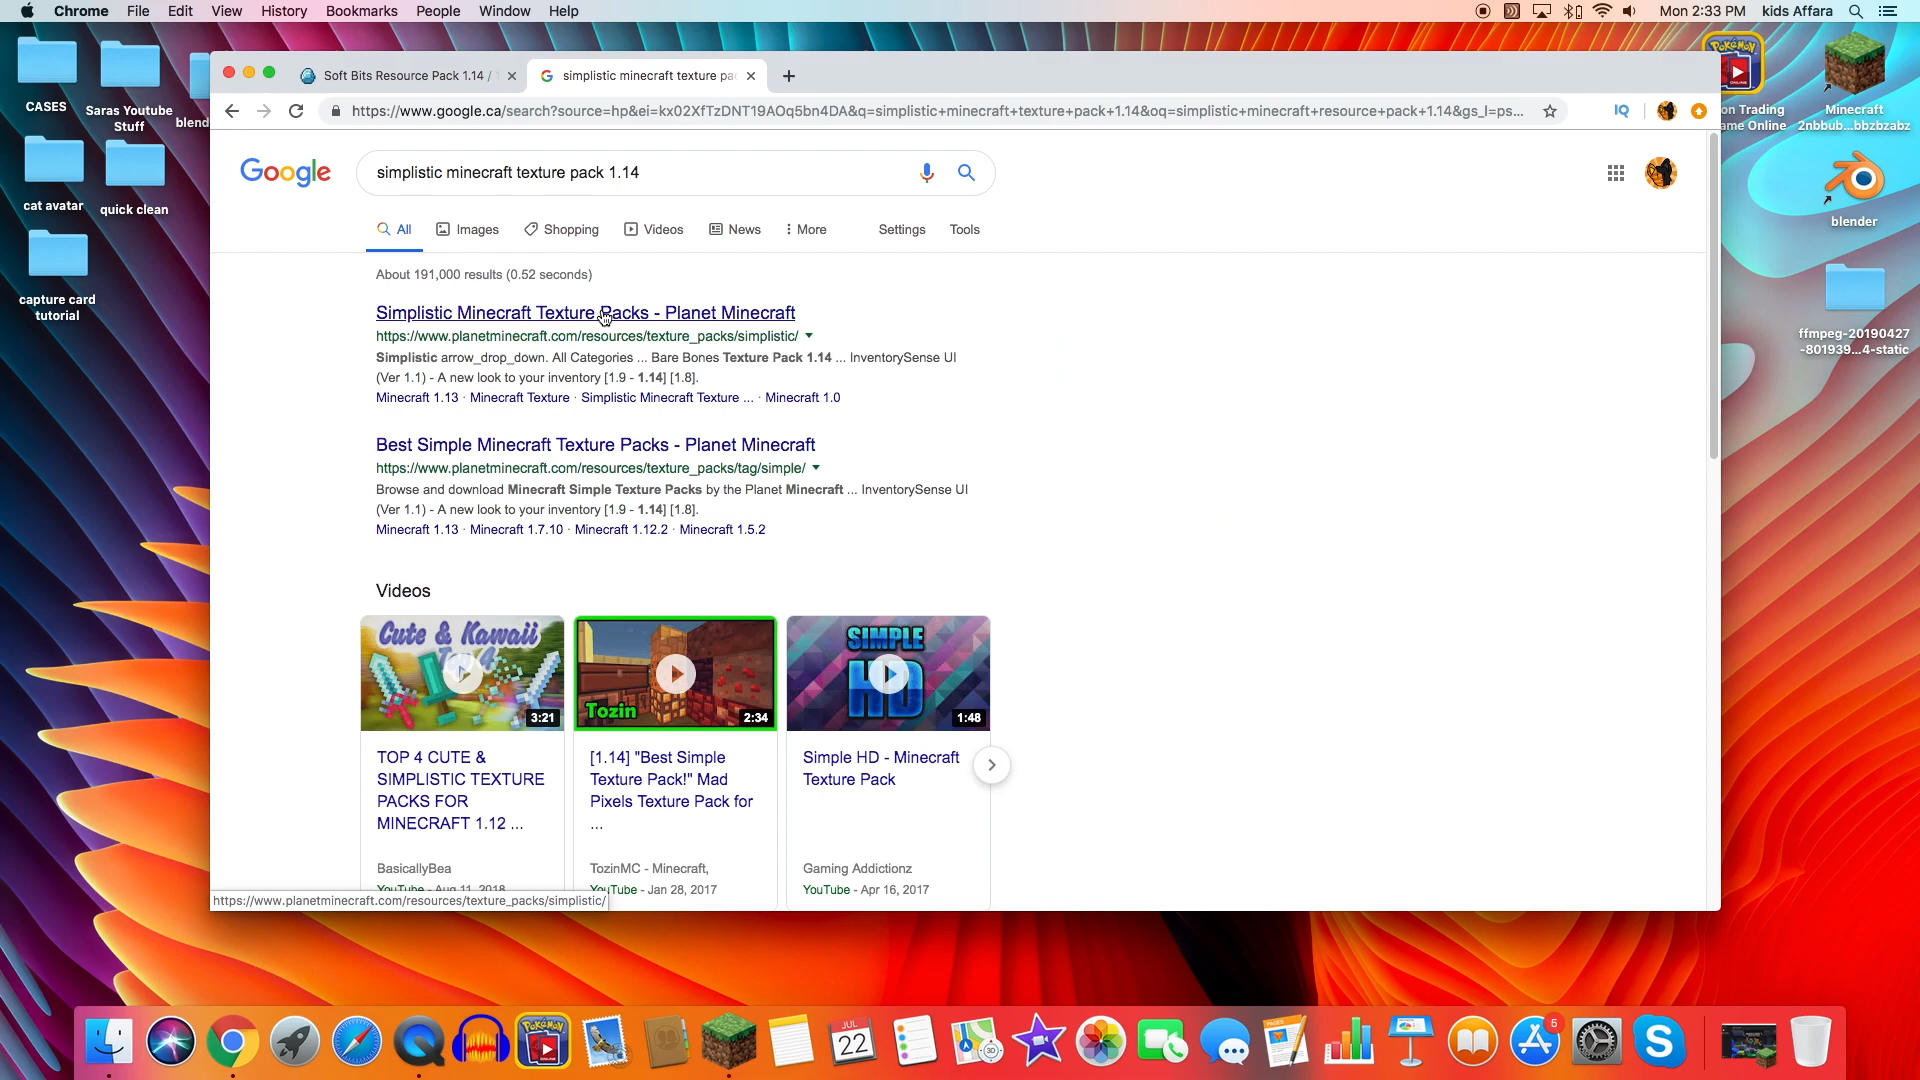 Chrome File Edit View History Bookmarks People Window Help
Mon 2:33 PM kids Affara
CASES
Saras Youtube Stuff
blend
cat avatar
quick clean
capture card
tutorial
Soft Bits Resource Pack 1.14 /
simplistic minecraft texture pa
https://www.google.ca/search?source=hp&ei=kx02XfTzDNT19AOq5bn4DA&q=simplistic+minecraft+texture+pack+1.14&oq=simplistic+minecraft+resource+pack+1.14&gs_l=ps...
IQ
Pokémon
on Trading
ame Online
Minecraft
2nbbub...bbzbzabz
blender
ffmpeg-20190427
-801939...4-static
Google
simplistic minecraft texture pack 1.14
All Images Shopping Videos News More Settings Tools
About 191,000 results (0.52 seconds)
Simplistic Minecraft Texture Packs - Planet Minecraft
https://www.planetminecraft.com/resources/texture_packs/simplistic/
Simplistic arrow_drop_down. All Categories ... Bare Bones Texture Pack 1.14 ... InventorySense UI
(Ver 1.1) - A new look to your inventory [1.9 - 1.14] [1.8].
Minecraft 1.13 · Minecraft Texture · Simplistic Minecraft Texture ... · Minecraft 1.0
Best Simple Minecraft Texture Packs - Planet Minecraft
https://www.planetminecraft.com/resources/texture_packs/tag/simple/
Browse and download Minecraft Simple Texture Packs by the Planet Minecraft ... InventorySense UI
(Ver 1.1) - A new look to your inventory [1.9 - 1.14] [1.8].
Minecraft 1.13 · Minecraft 1.7.10 · Minecraft 1.12.2 · Minecraft 1.5.2
Videos
Cute & Kawaii
3:21
Tozin
2:34
SIMPLE
HD
1:48
TOP 4 CUTE &
SIMPLISTIC TEXTURE
PACKS FOR
MINECRAFT 1.12 ...
BasicallyBea
YouTube - Aug 11, 2018
[1.14] "Best Simple
Texture Pack!" Mad
Pixels Texture Pack for
...
TozinMC - Minecraft,
YouTube - Jan 28, 2017
Simple HD - Minecraft
Texture Pack
Gaming Addictionz
YouTube - Apr 16, 2017
https://www.planetminecraft.com/resources/texture_packs/simplistic/
Pokémon
JUL
22
3D
PAGES
5